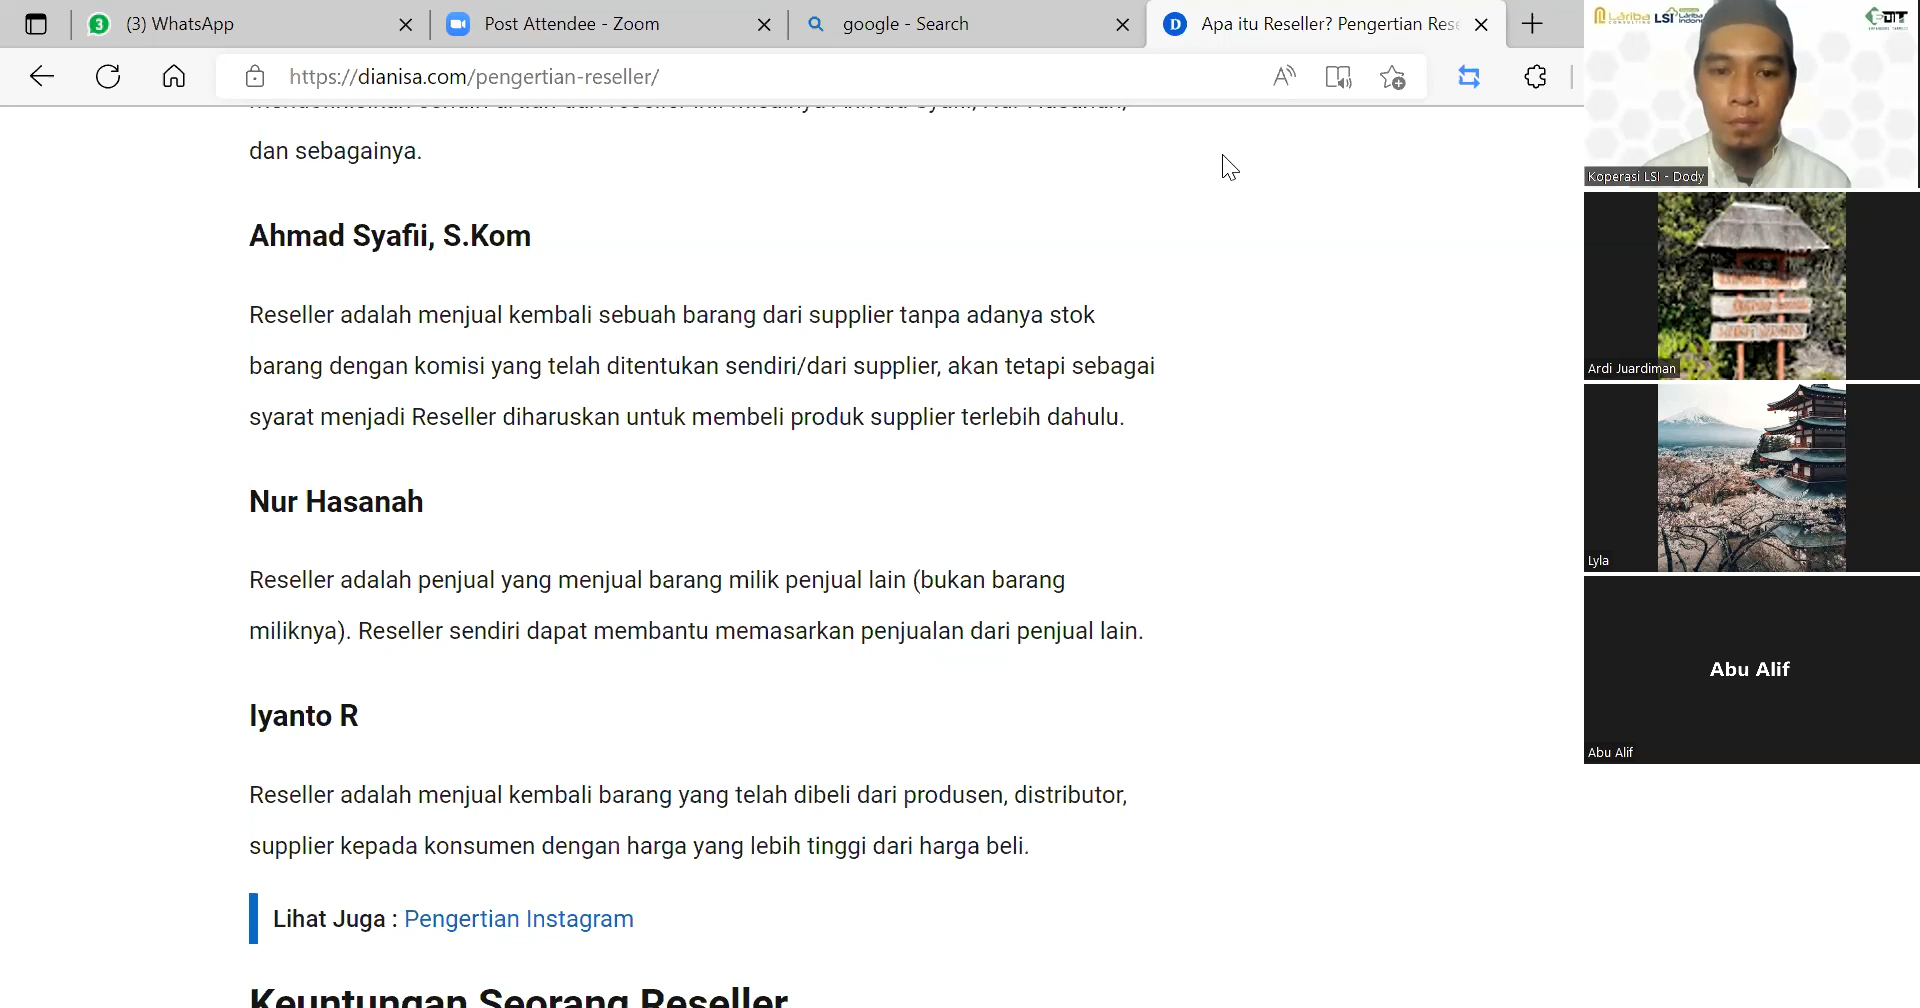 (3) WhatsApp
Post Attendee - Zoom
google - Search
Apa itu Reseller? Pengertian Rese
https://dianisa.com/pengertian-reseller/
dan sebagainya.
Ahmad Syafii, S.Kom
Reseller adalah menjual kembali sebuah barang dari supplier tanpa adanya stok
barang dengan komisi yang telah ditentukan sendiri/dari supplier, akan tetapi sebagai
syarat menjadi Reseller diharuskan untuk membeli produk supplier terlebih dahulu.
Nur Hasanah
Reseller adalah penjual yang menjual barang milik penjual lain (bukan barang
miliknya). Reseller sendiri dapat membantu memasarkan penjualan dari penjual lain.
Iyanto R
Reseller adalah menjual kembali barang yang telah dibeli dari produsen, distributor,
supplier kepada konsumen dengan harga yang lebih tinggi dari harga beli.
Lihat Juga : Pengertian Instagram
Keuntungan Seorang Reseller
Lariba LSI
Koperasi LSI - Dody
Ardi Juardiman
Lyla
Abu Alif
Abu Alif